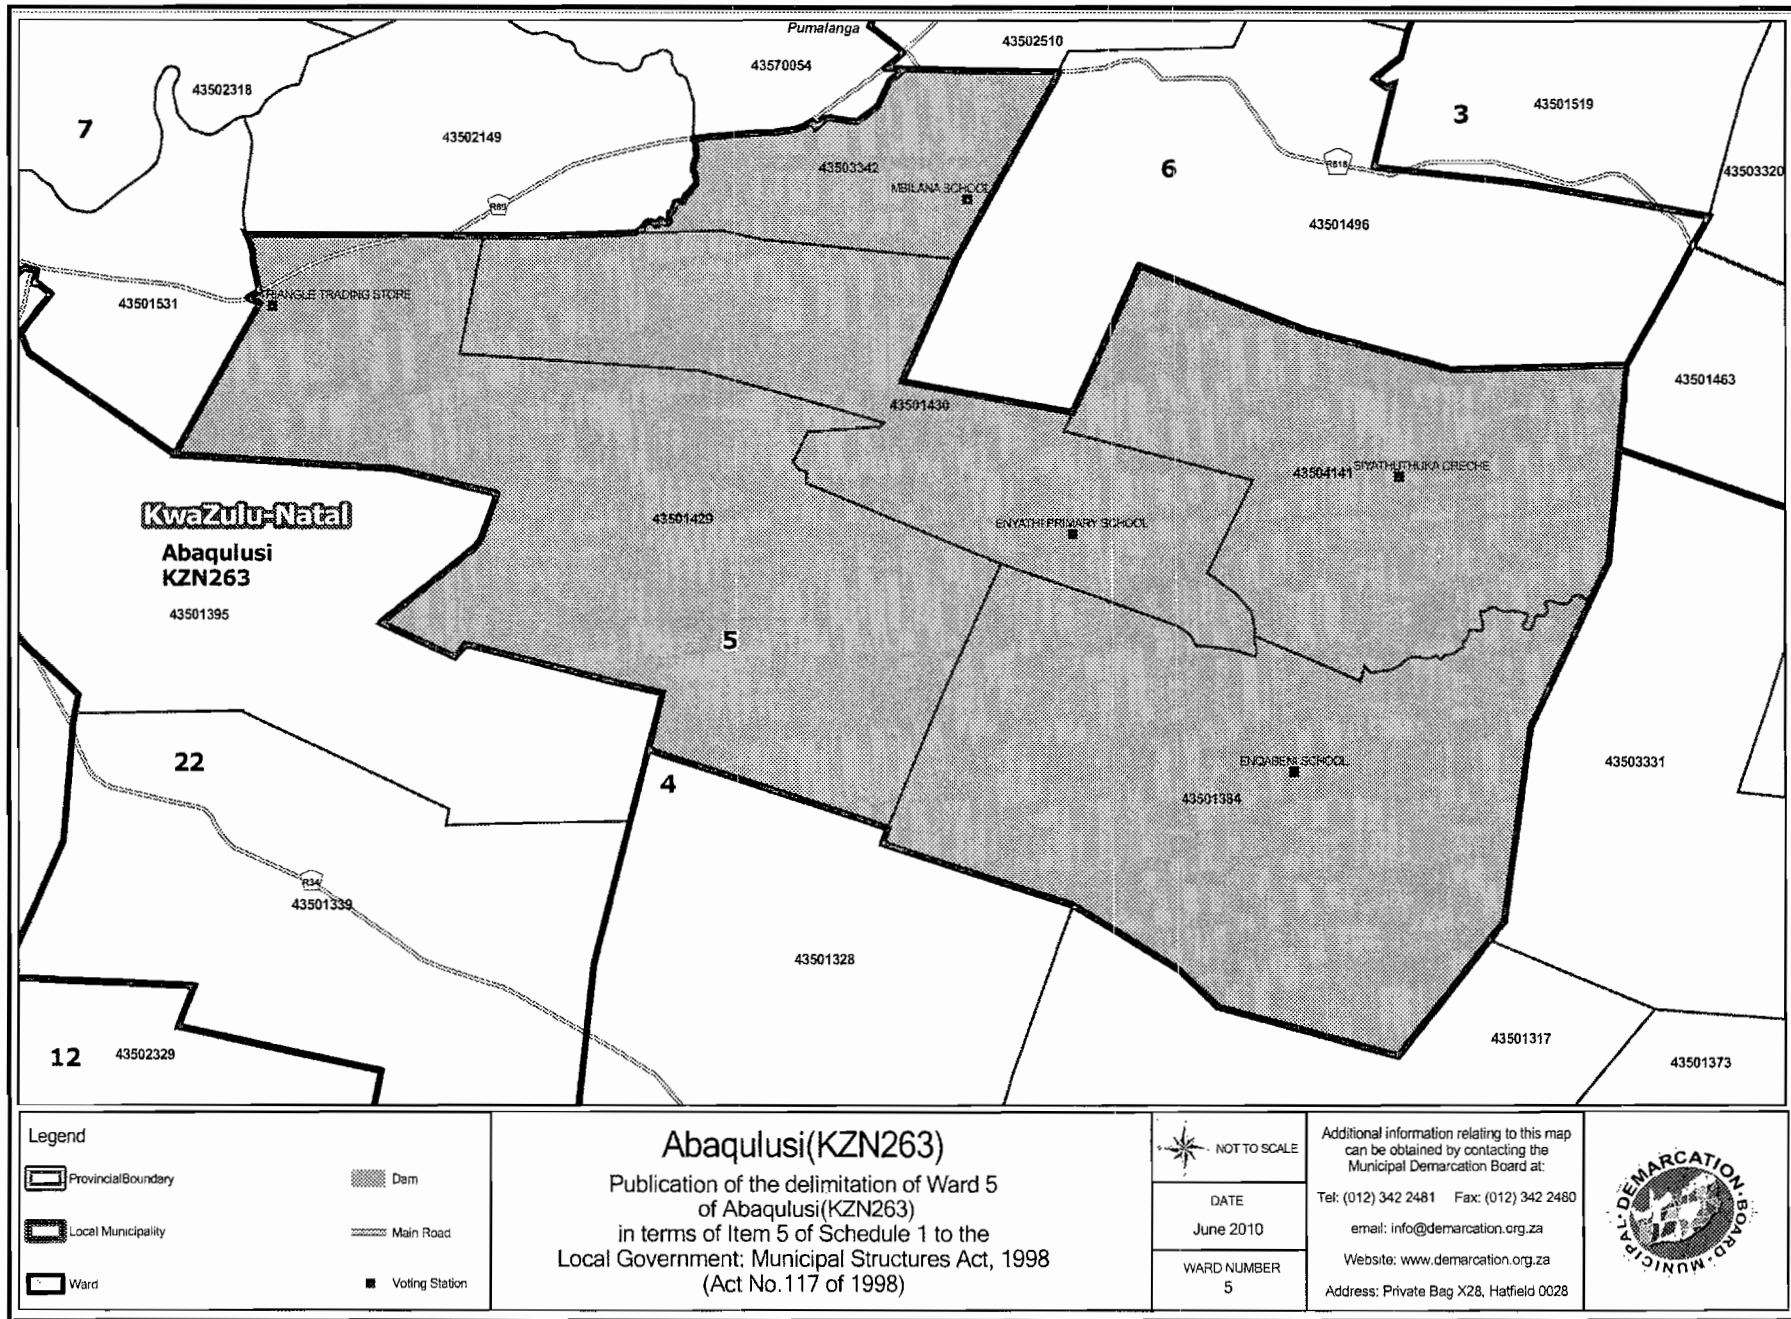 Pumalanga
43502510
43570054
43502318
43501519
3
7
43502149
43503342
6
43503320
MBILANA SCHOOL
R618
R69
43501496
43501531
TRIANGLE TRADING STORE
43501463
43501430
43504141
SIYATHUTHUKA CRECHE
KwaZulu-Natal
Abaqulusi
KZN263
43501395
43501429
ENYATHI PRIMARY SCHOOL
5
22
4
ENQABENI SCHOOL
43501384
43503331
R34
43501339
43501328
12
43502329
43501317
43501373
Legend
ProvincialBoundary
Local Municipality
Ward
Dam
Main Road
Voting Station
Abaqulusi(KZN263)
Publication of the delimitation of Ward 5
of Abaqulusi(KZN263)
in terms of Item 5 of Schedule 1 to the
Local Government: Municipal Structures Act, 1998
(Act No.117 of 1998)
NOT TO SCALE
DATE
June 2010
WARD NUMBER
5
Additional information relating to this map
can be obtained by contacting the
Municipal Demarcation Board at:
Tel: (012) 342 2481 Fax: (012) 342 2480
email: info@demarcation.org.za
Website: www.demarcation.org.za
Address: Private Bag X28, Hatfield 0028
MUNICIPAL DEMARCATION BOARD